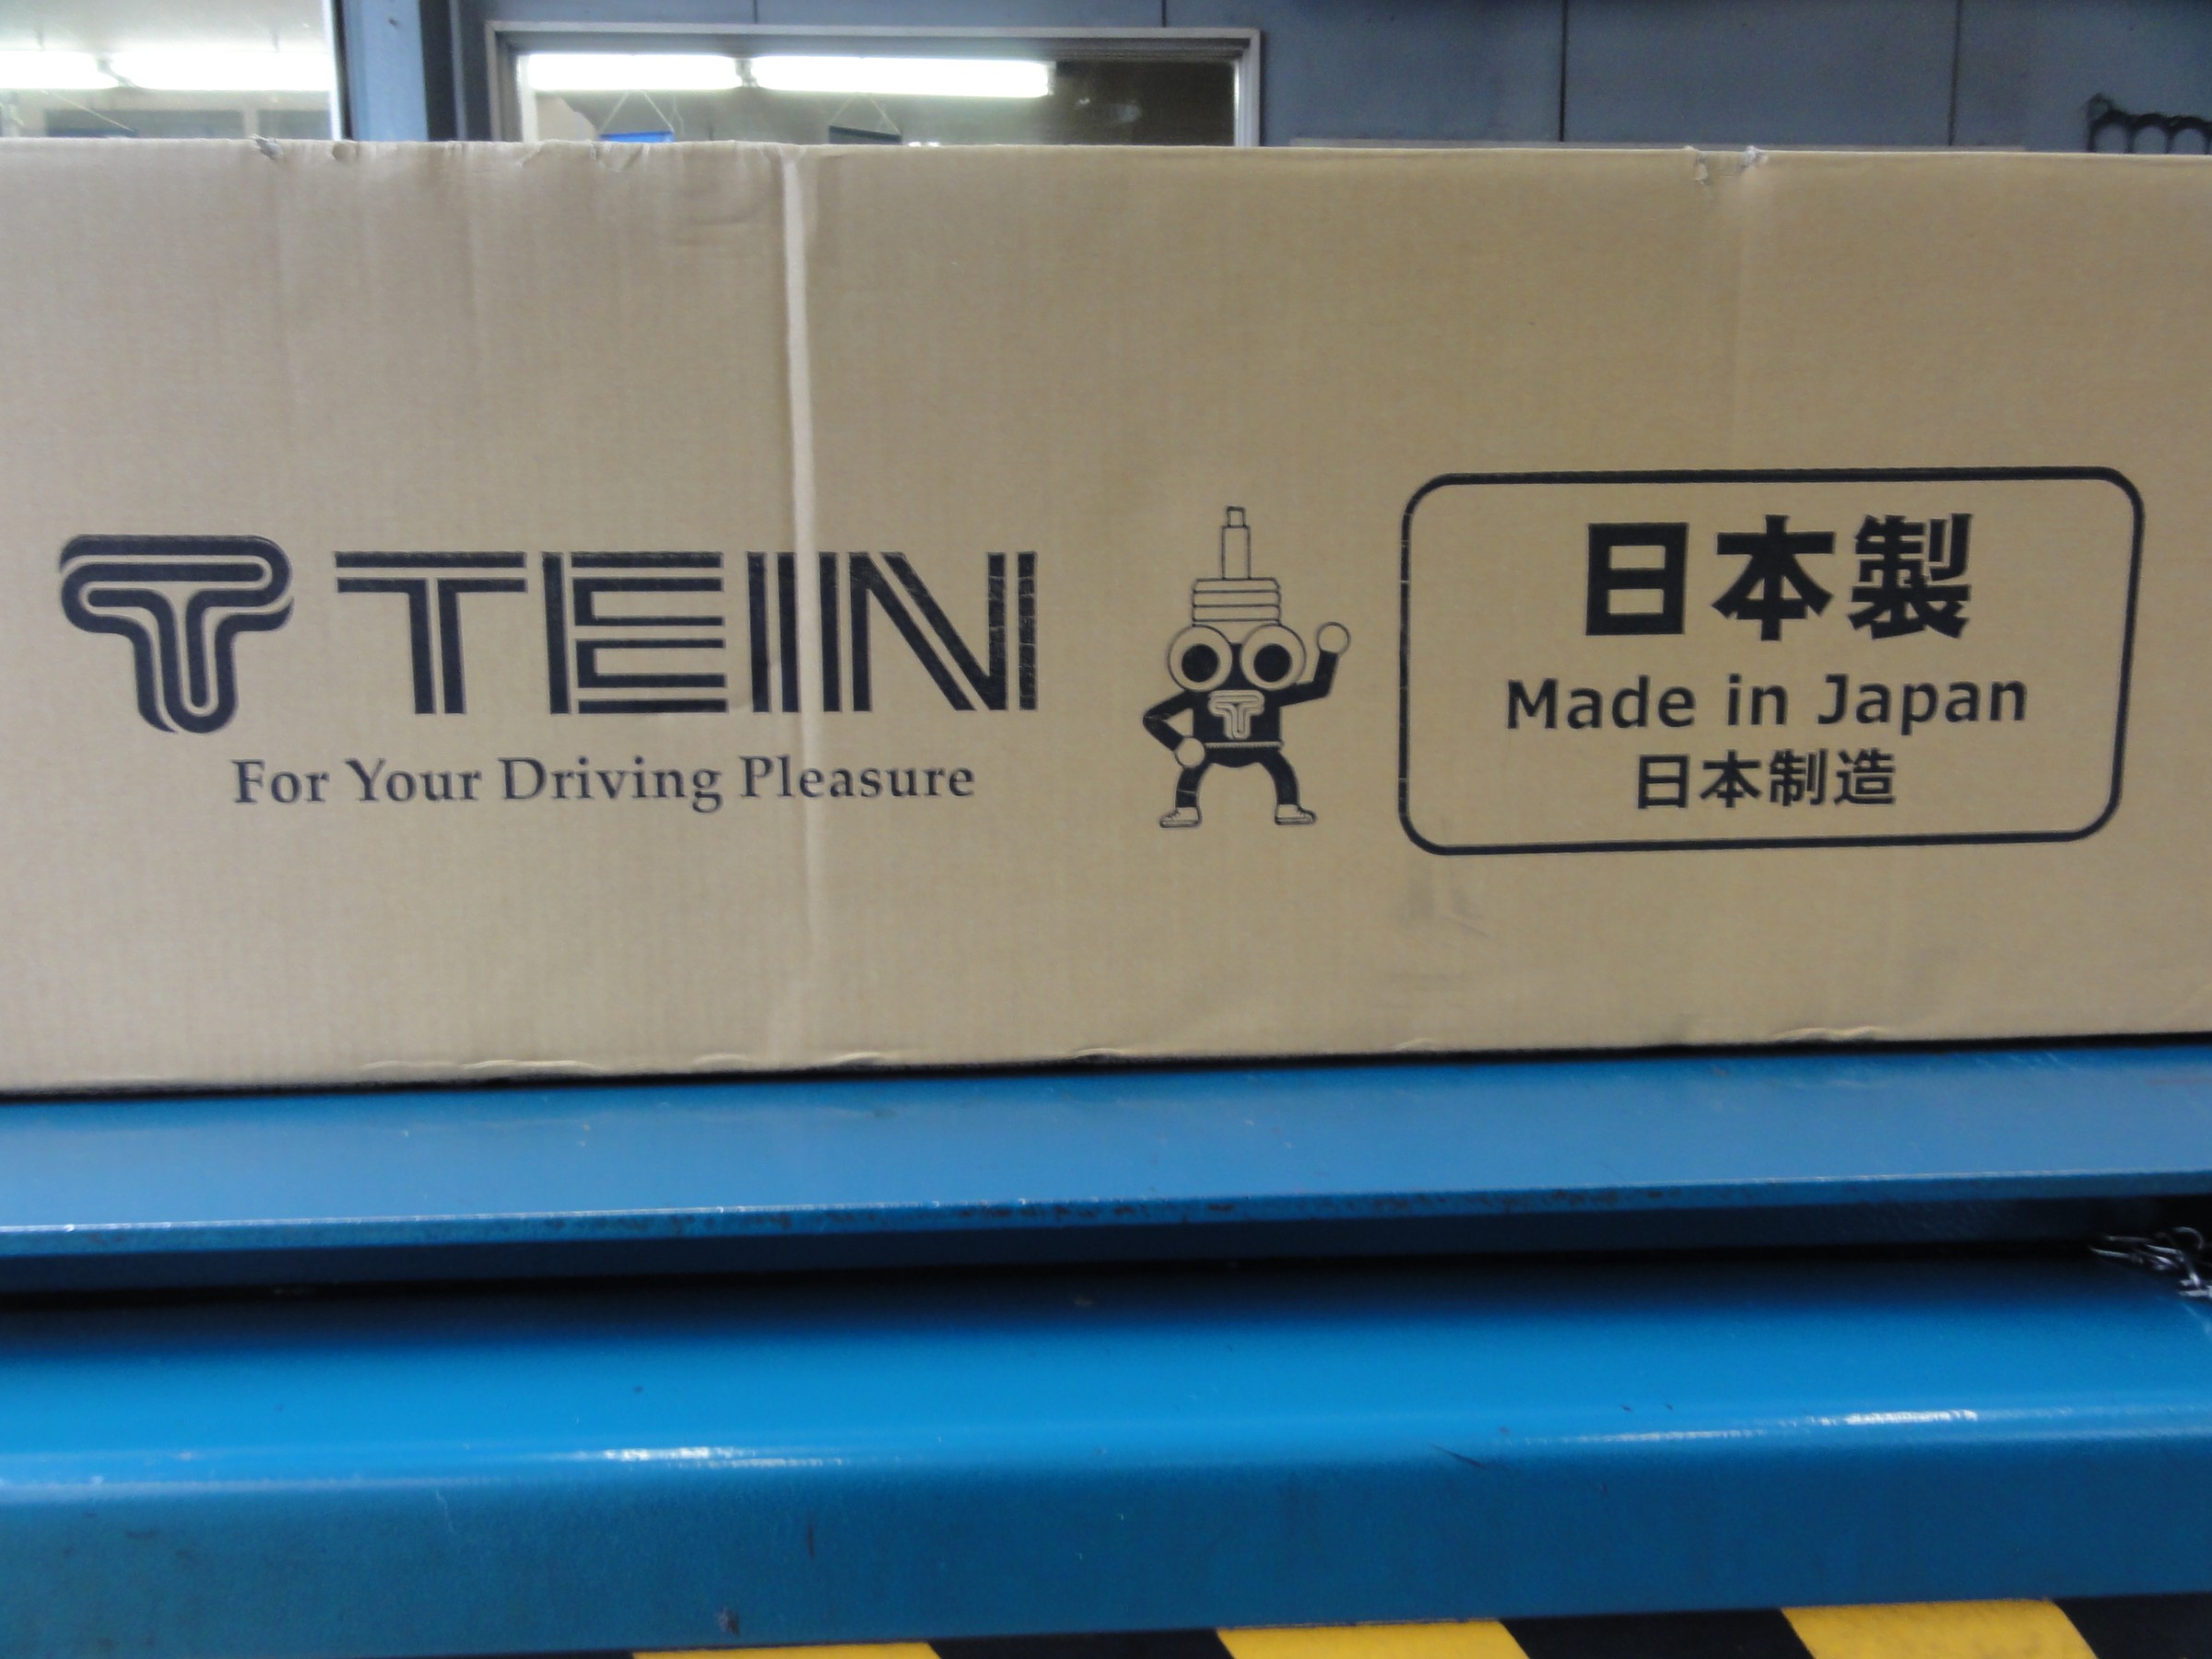 TEIN
For Your Driving Pleasure
日本製
Made in Japan
日本制造